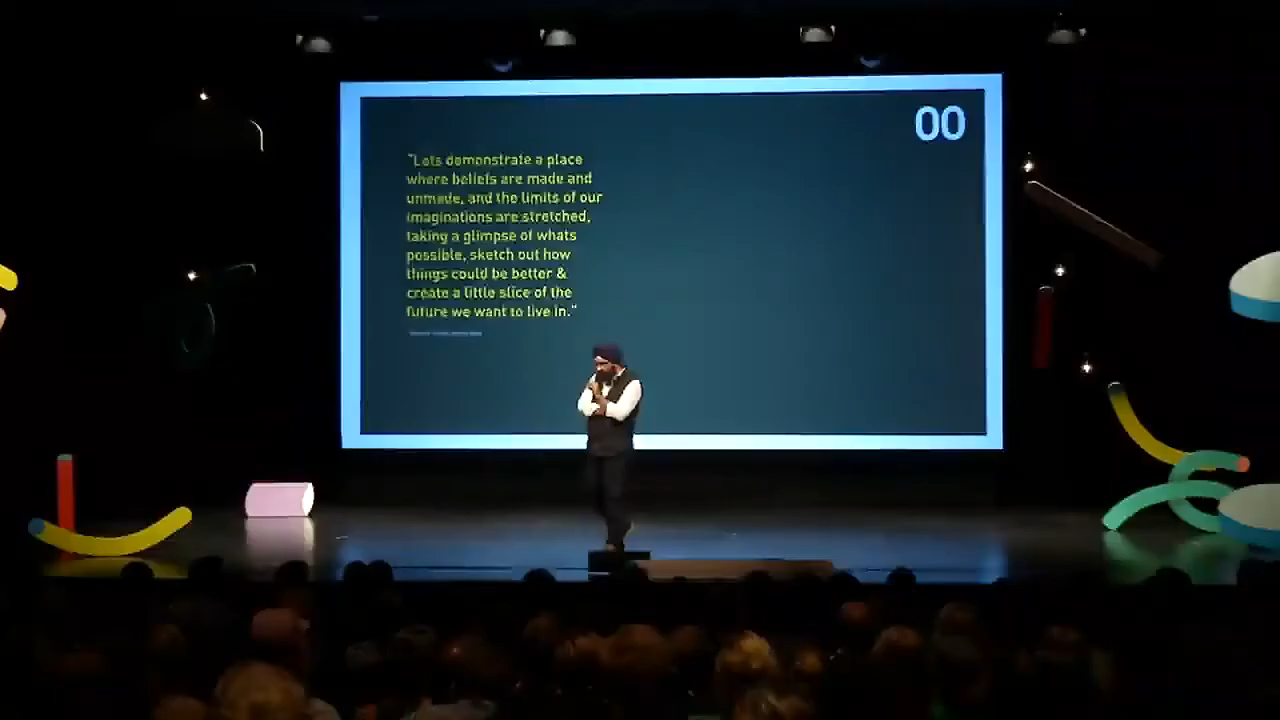 00
"Lets demonstrate a place
where beliefs are made and
unmade, and the limits of our
imaginations are stretched,
taking a glimpse of whats
possible, sketch out how
things could be better &
create a little slice of the
future we want to live in."